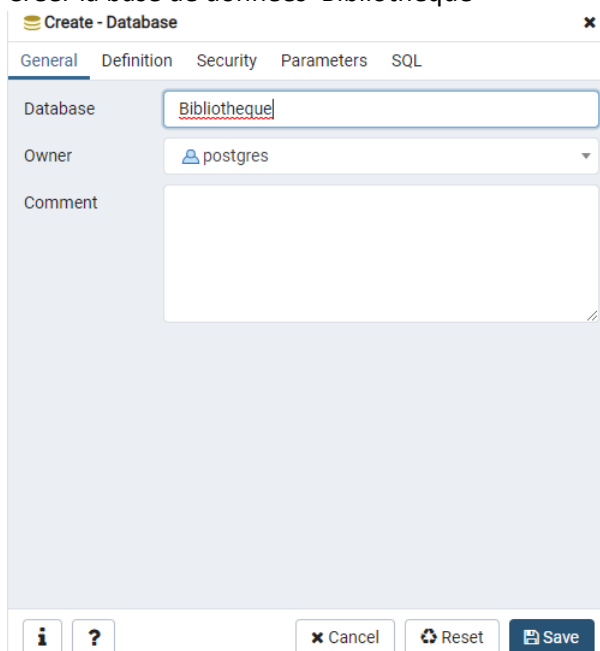 Créer la base de données 'Bibliothèque'
Create - Database
General Definition Security Parameters SQL
Database Bibliotheque
Owner postgres
Comment
i ? Cancel Reset Save